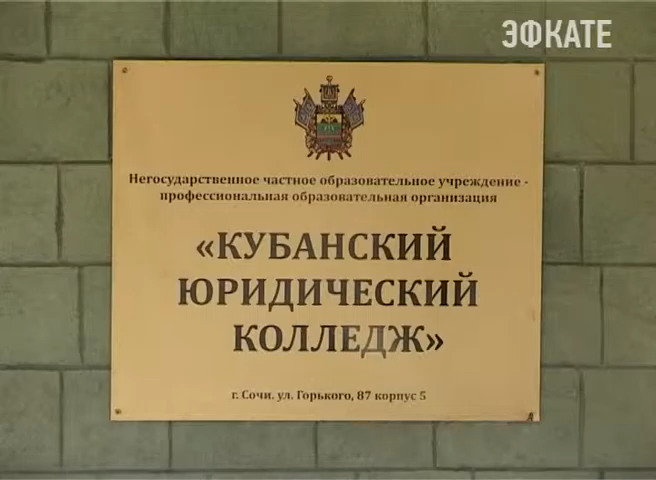 ЭФКАТЕ
Негосударственное частное образовательное учреждение -
профессиональная образовательная организация
«КУБАНСКИЙ
ЮРИДИЧЕСКИЙ
КОЛЛЕДЖ»
г. Сочи, ул. Горького, 87 корпус 5